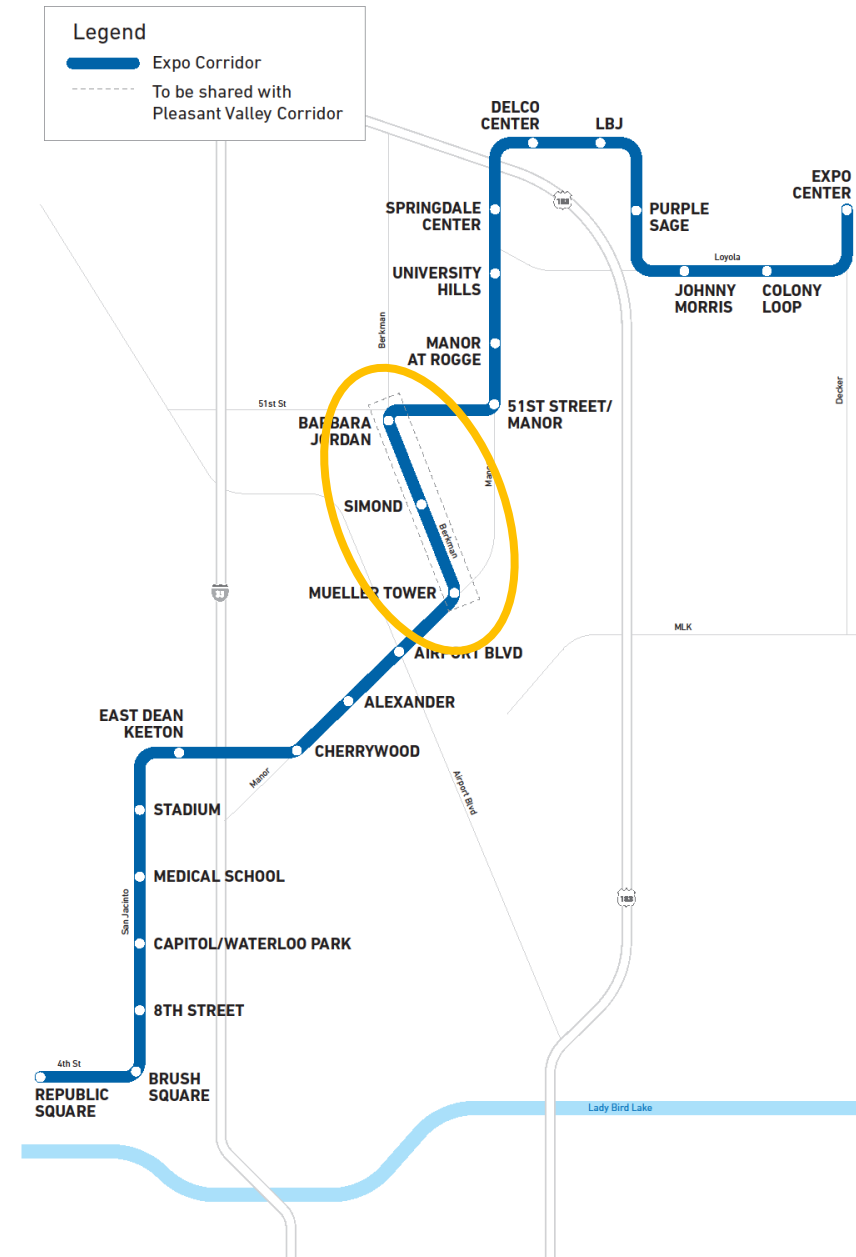 Legend
Expo Corridor
To be shared with
Pleasant Valley Corridor
DELCO
CENTER
LBJ
EXPO
CENTER
183
SPRINGDALE
CENTER
PURPLE
SAGE
UNIVERSITY
HILLS
Loyola
JOHNNY
MORRIS
COLONY
LOOP
Berkman
MANOR
AT ROGGE
Decker
51st St
51ST STREET/
MANOR
BARBARA
JORDAN
Manor
SIMOND
Berkman
MUELLER TOWER
MLK
AIRPORT BLVD
ALEXANDER
EAST DEAN
KEETON
CHERRYWOOD
Manor
Airport Blvd
STADIUM
MEDICAL SCHOOL
183
San Jacinto
CAPITOL/WATERLOO PARK
8TH STREET
4th St
REPUBLIC
SQUARE
BRUSH
SQUARE
Lady Bird Lake